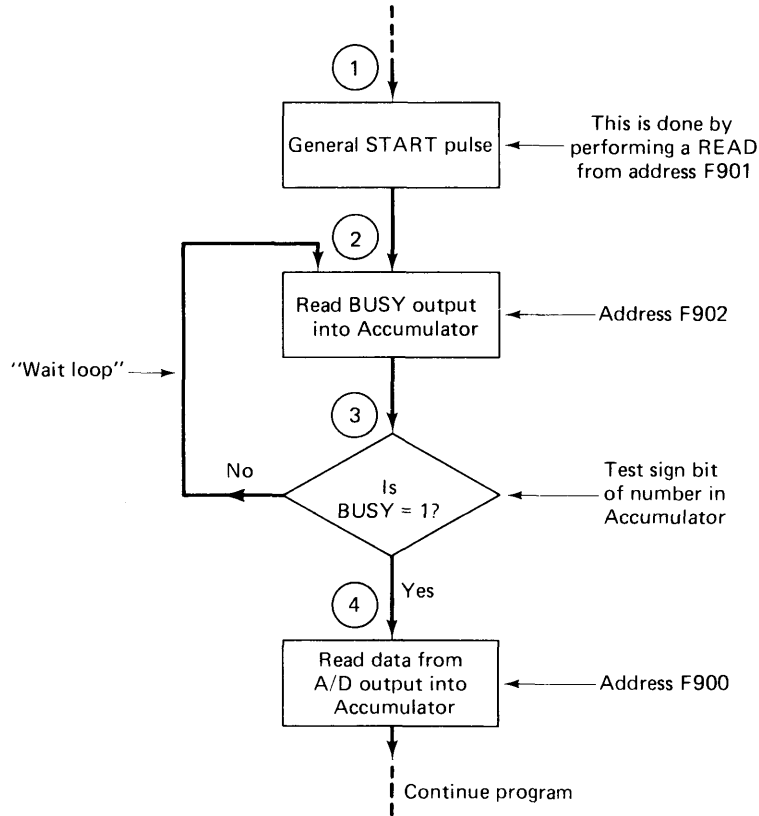 1
General START pulse
This is done by
performing a READ
from address F901
2
Read BUSY output
into Accumulator
Address F902
"Wait loop"
3
No
Is
BUSY = 1?
Test sign bit
of number in
Accumulator
Yes
4
Read data from
A/D output into
Accumulator
Address F900
Continue program